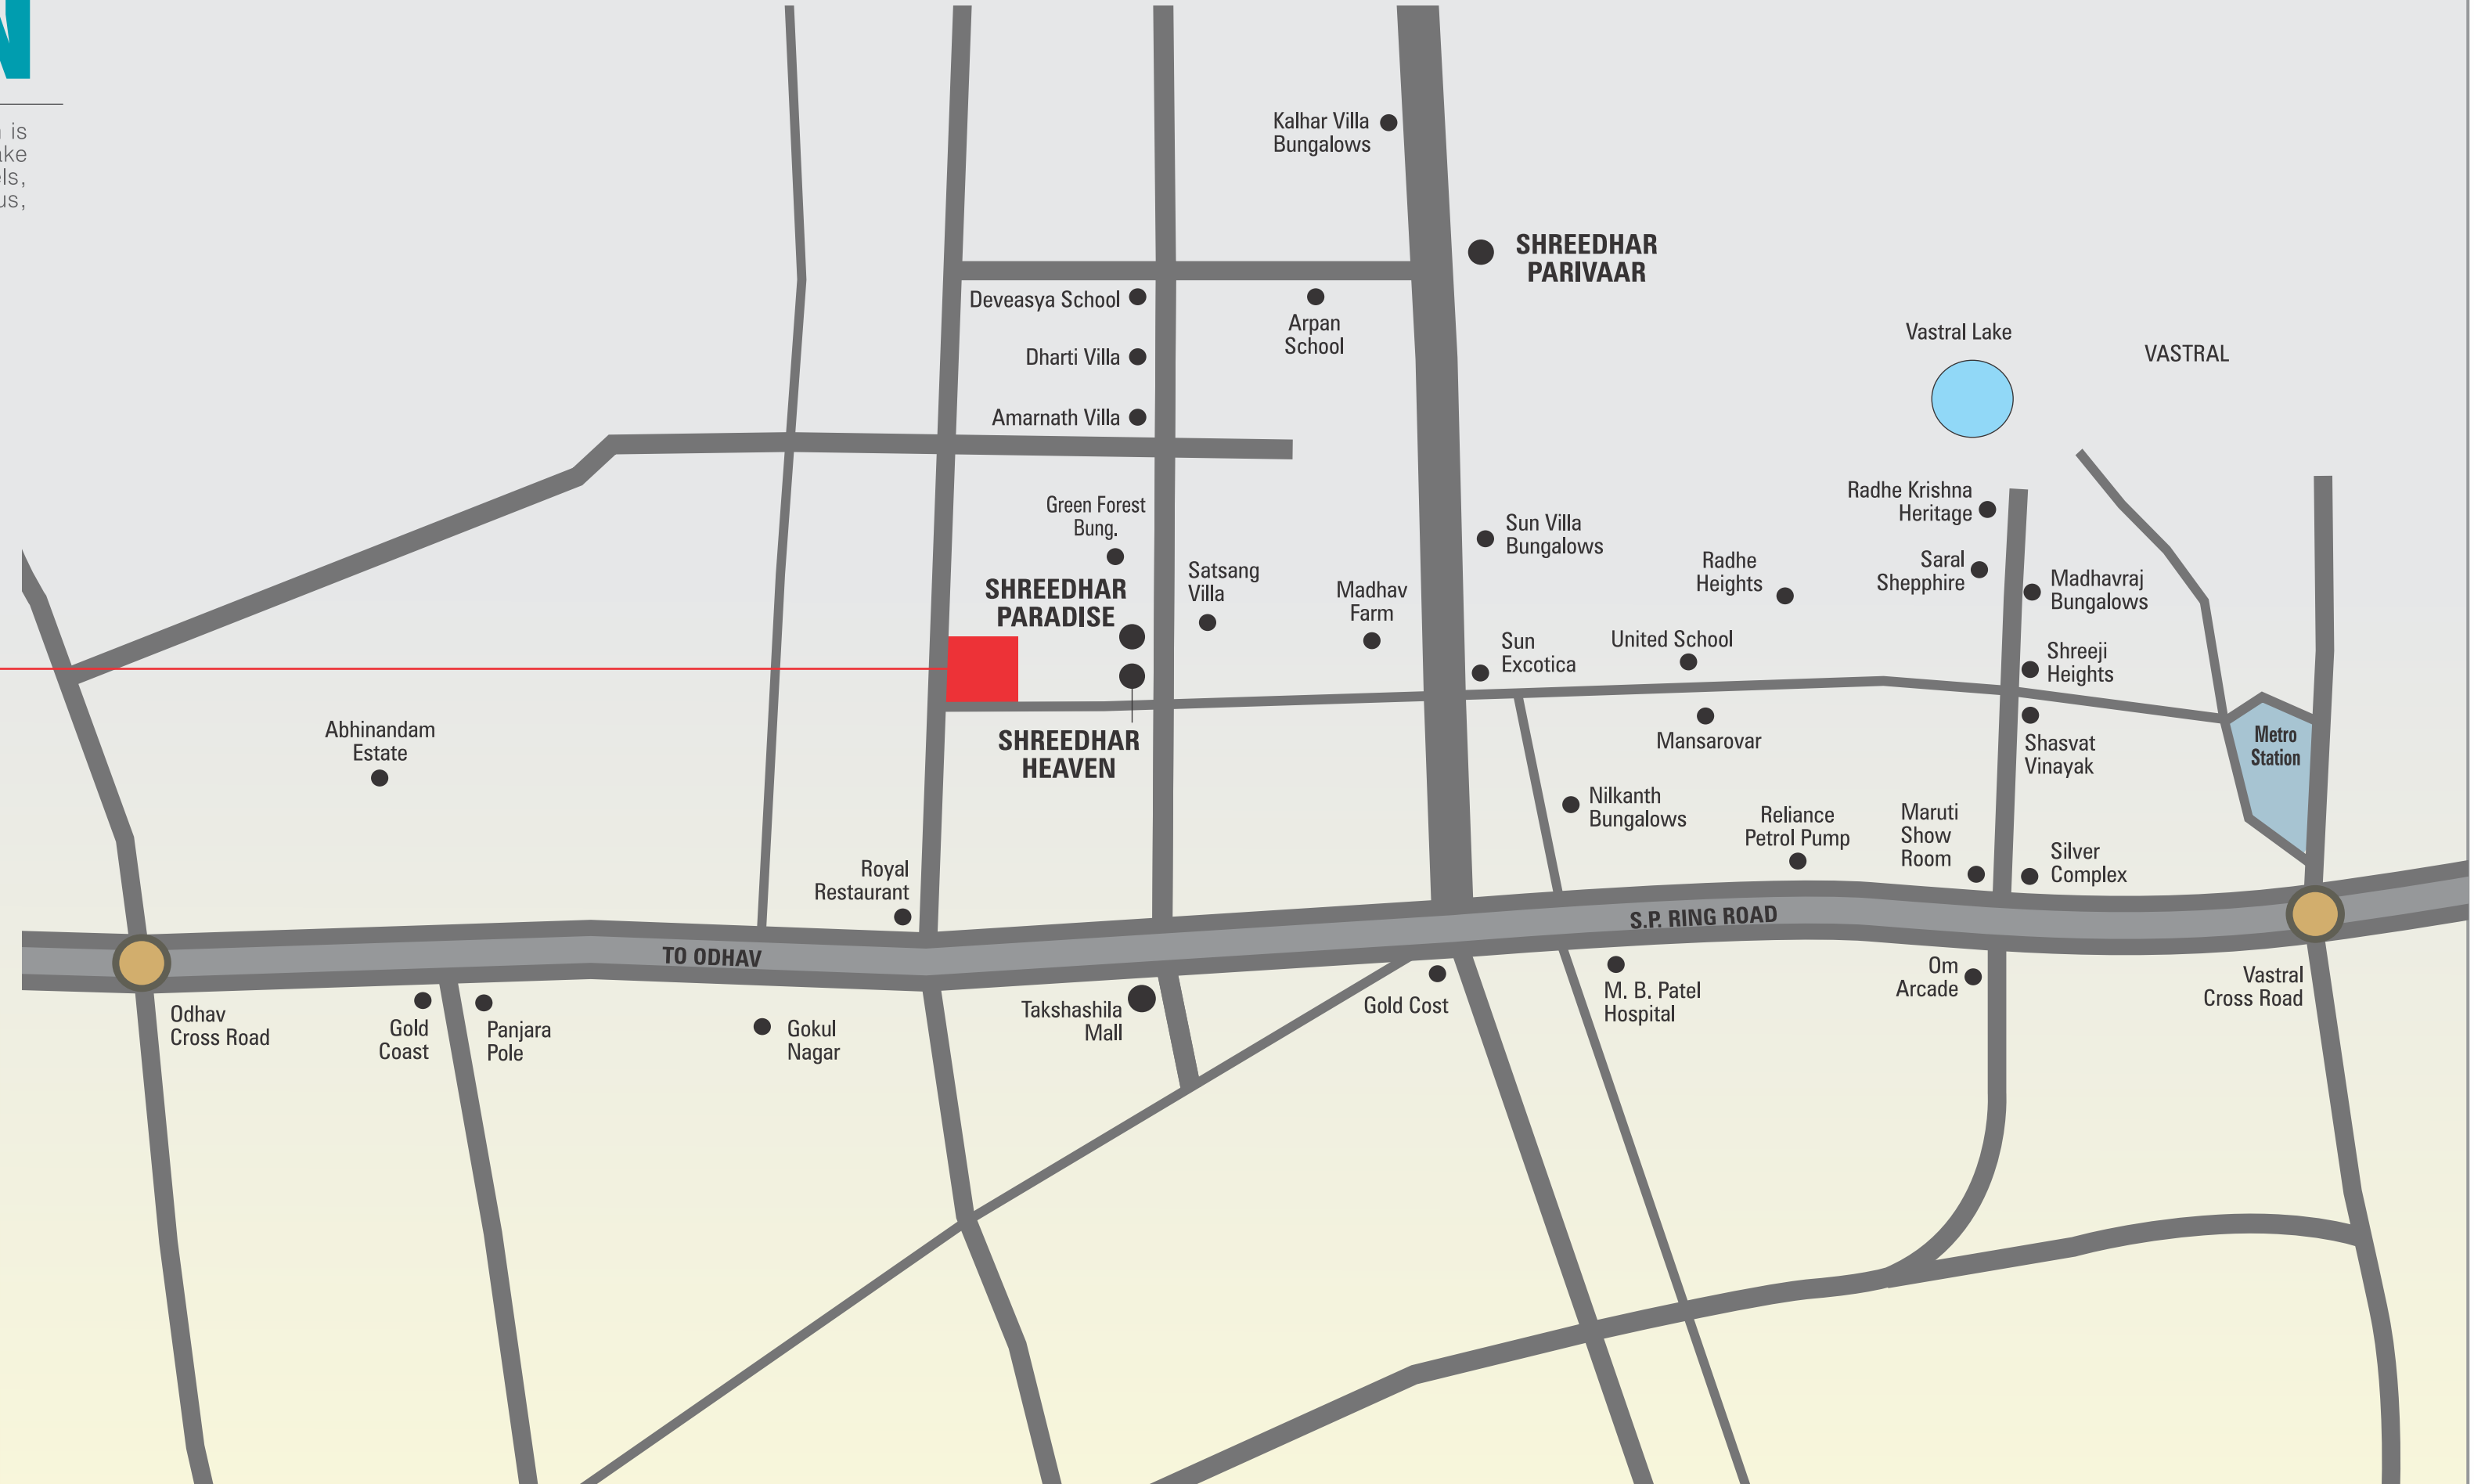 N
is
ake
els,
us,
Kalhar Villa
Bungalows
SHREEDHAR
PARIVAAR
Deveasya School
Arpan
School
Dharti Villa
Amarnath Villa
Vastral Lake
VASTRAL
Green Forest
Bung.
SHREEDHAR
PARADISE
Satsang
Villa
Madhav
Farm
Sun Villa
Bungalows
Radhe Krishna
Heritage
Radhe
Heights
Saral
Shepphire
Madhavraj
Bungalows
Sun
Excotica
United School
Shreeji
Heights
Abhinandam
Estate
SHREEDHAR
HEAVEN
Mansarovar
Shasvat
Vinayak
Metro
Station
Nilkanth
Bungalows
Reliance
Petrol Pump
Maruti
Show
Room
Silver
Complex
Royal
Restaurant
S.P. RING ROAD
TO ODHAV
Odhav
Cross Road
Gold
Coast
Panjara
Pole
Gokul
Nagar
Takshashila
Mall
Gold Cost
M. B. Patel
Hospital
Om
Arcade
Vastral
Cross Road